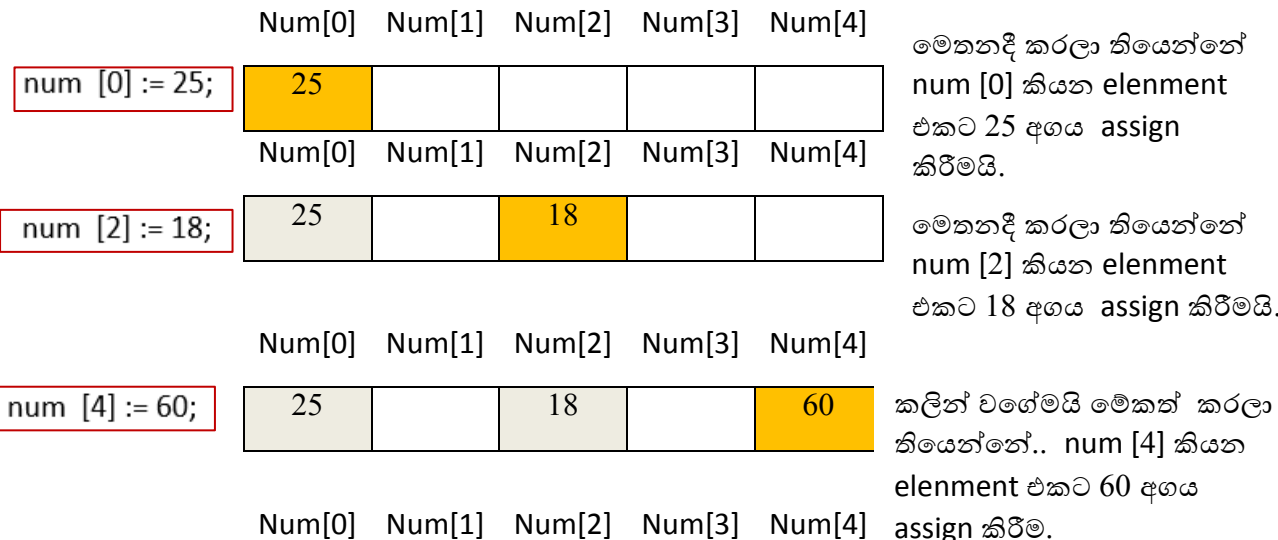 Num[0] Num[1] Num[2] Num[3] Num[4]
num [0] := 25;
25
මෙතනදී කරලා තියෙන්නේ
num [0] කියන elenment
එකට 25 අගය assign
කිරීමයි.
Num[0] Num[1] Num[2] Num[3] Num[4]
num [2] := 18;
25 18
මෙතනදී කරලා තියෙන්නේ
num [2] කියන elenment
එකට 18 අගය assign කිරීමයි.
Num[0] Num[1] Num[2] Num[3] Num[4]
num [4] := 60;
25 18 60
කලින් වගේමයි මේකත් කරලා
තියෙන්නේ.. num [4] කියන
elenment එකට 60 අගය
assign කිරීම.
Num[0] Num[1] Num[2] Num[3] Num[4]